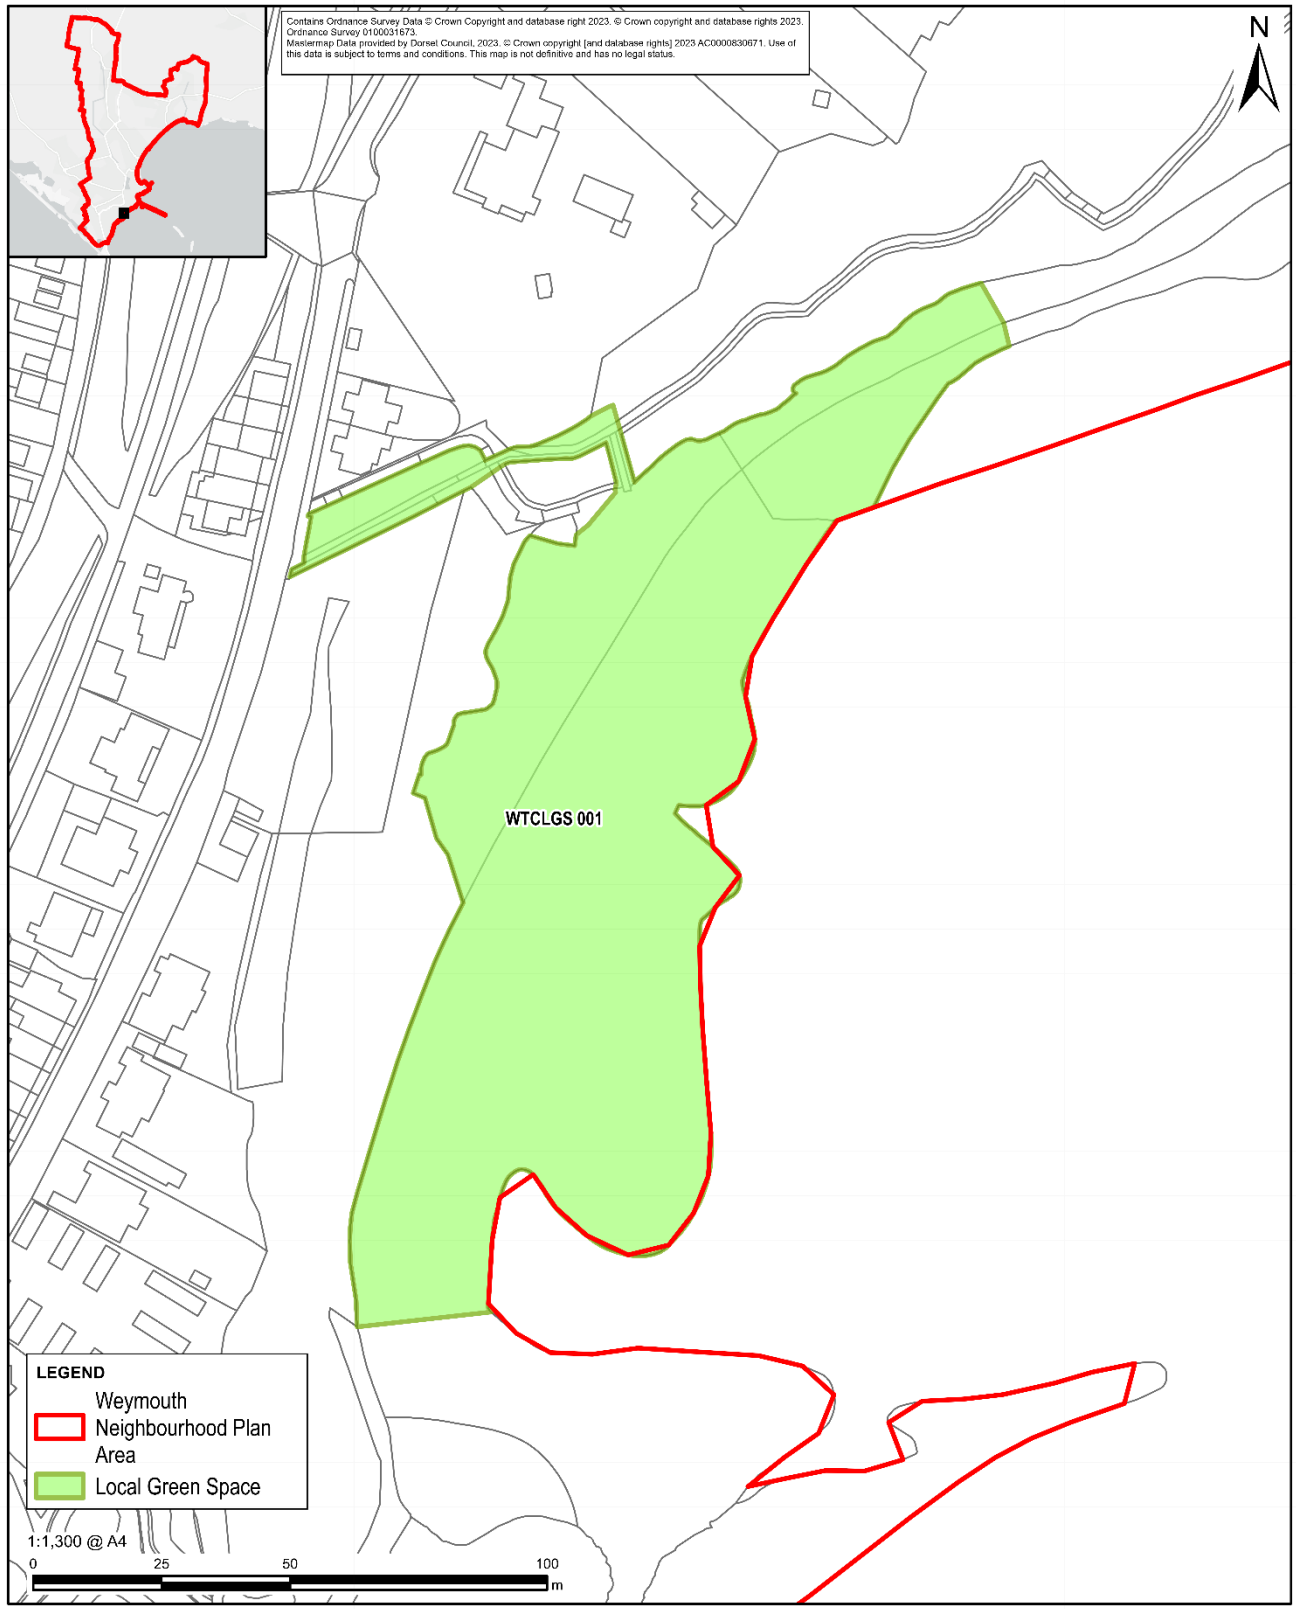 Contains Ordnance Survey Data © Crown Copyright and database right 2023. © Crown copyright and database rights 2023.
Ordnance Survey 0100031673.
Mastermap Data provided by Dorset Council, 2023. © Crown copyright [and database rights] 2023 AC0000830671. Use of
this data is subject to terms and conditions. This map is not definitive and has no legal status.
N
WTCLGS 001
LEGEND
Weymouth
Neighbourhood Plan
Area
Local Green Space
1:1,300 @ A4
0 25 50 100
m